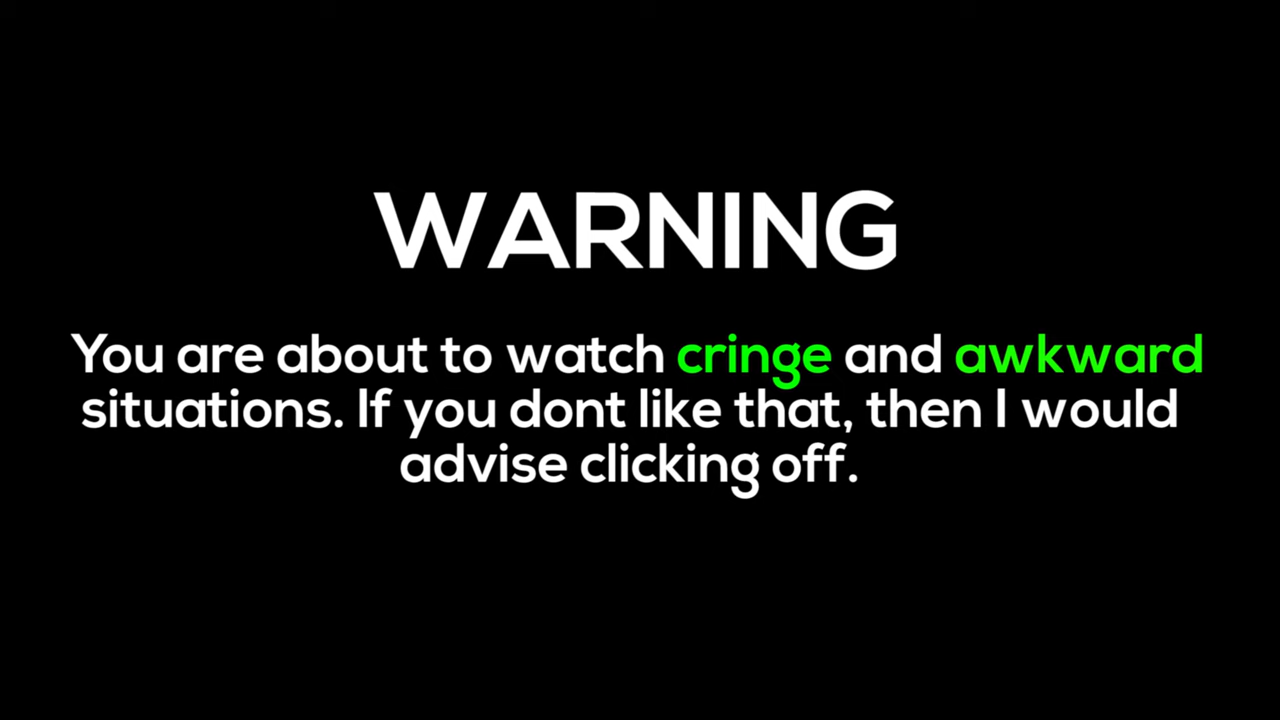 WARNING
You are about to watch cringe and awkward
situations. If you dont like that, then I would
advise clicking off.